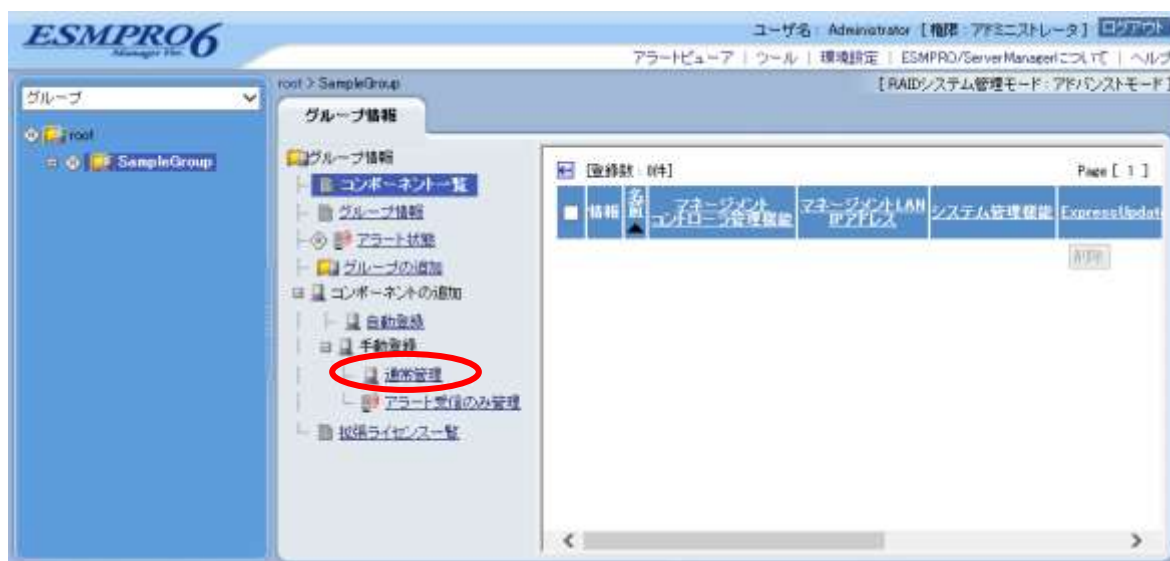 ESMPRO6
Manager Ver.
ユーザ名: Administrator [権限:アドミニストレータ] ログアウト
アラートビューア | ツール | 環境設定 | ESMPRO/ServerManagerについて | ヘルプ
グループ
root
SampleGroup
root > SampleGroup
[RAIDシステム管理モード:アドバンストモード]
グループ情報
グループ情報
コンポーネント一覧
グループ情報
アラート状態
グループの追加
コンポーネントの追加
自動登録
手動登録
通常管理
アラート受信のみ管理
拡張ライセンス一覧
[登録数: 0件]
Page [ 1 ]
情報 名前▲ マネージメントコントローラ管理機能 マネージメントLAN IPアドレス システム管理機能 ExpressUpdat
削除